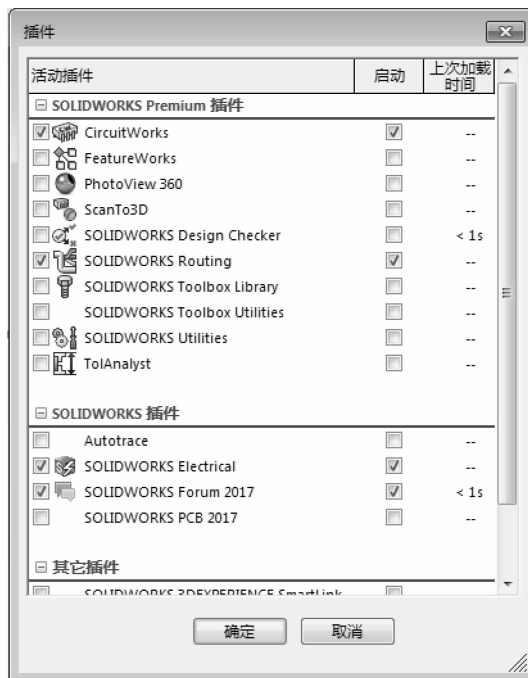 插件
活动插件 启动 上次加载时间
SOLIDWORKS Premium 插件
CircuitWorks --
FeatureWorks --
PhotoView 360 --
ScanTo3D --
SOLIDWORKS Design Checker < 1s
SOLIDWORKS Routing --
SOLIDWORKS Toolbox Library --
SOLIDWORKS Toolbox Utilities --
SOLIDWORKS Utilities --
TolAnalyst --
SOLIDWORKS 插件
Autotrace --
SOLIDWORKS Electrical --
SOLIDWORKS Forum 2017 < 1s
SOLIDWORKS PCB 2017 --
其它插件
SOLIDWORKS 3DEXPERIENCE SmartLink
确定 取消